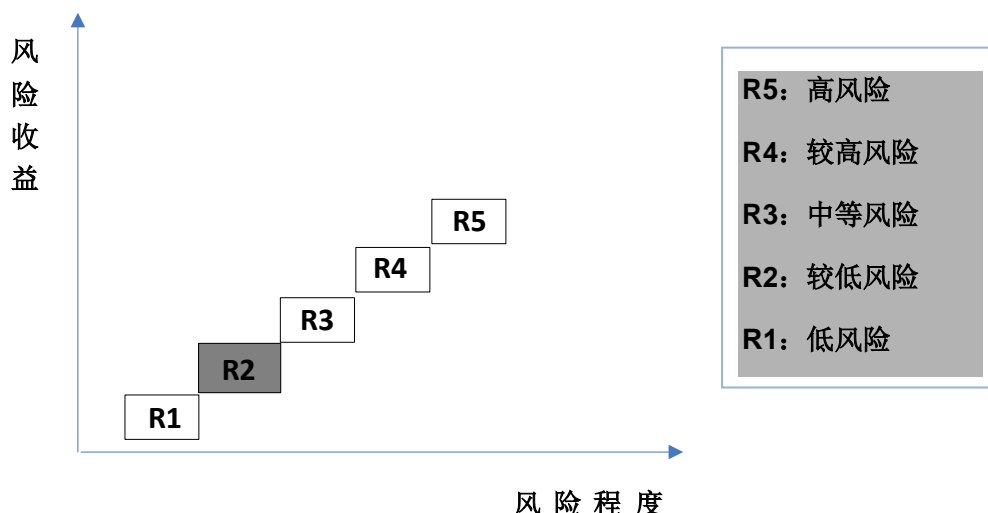 风
险
收
益
R5
R4
R3
R2
R1
风 险 程 度
R5：高风险
R4：较高风险
R3：中等风险
R2：较低风险
R1：低风险